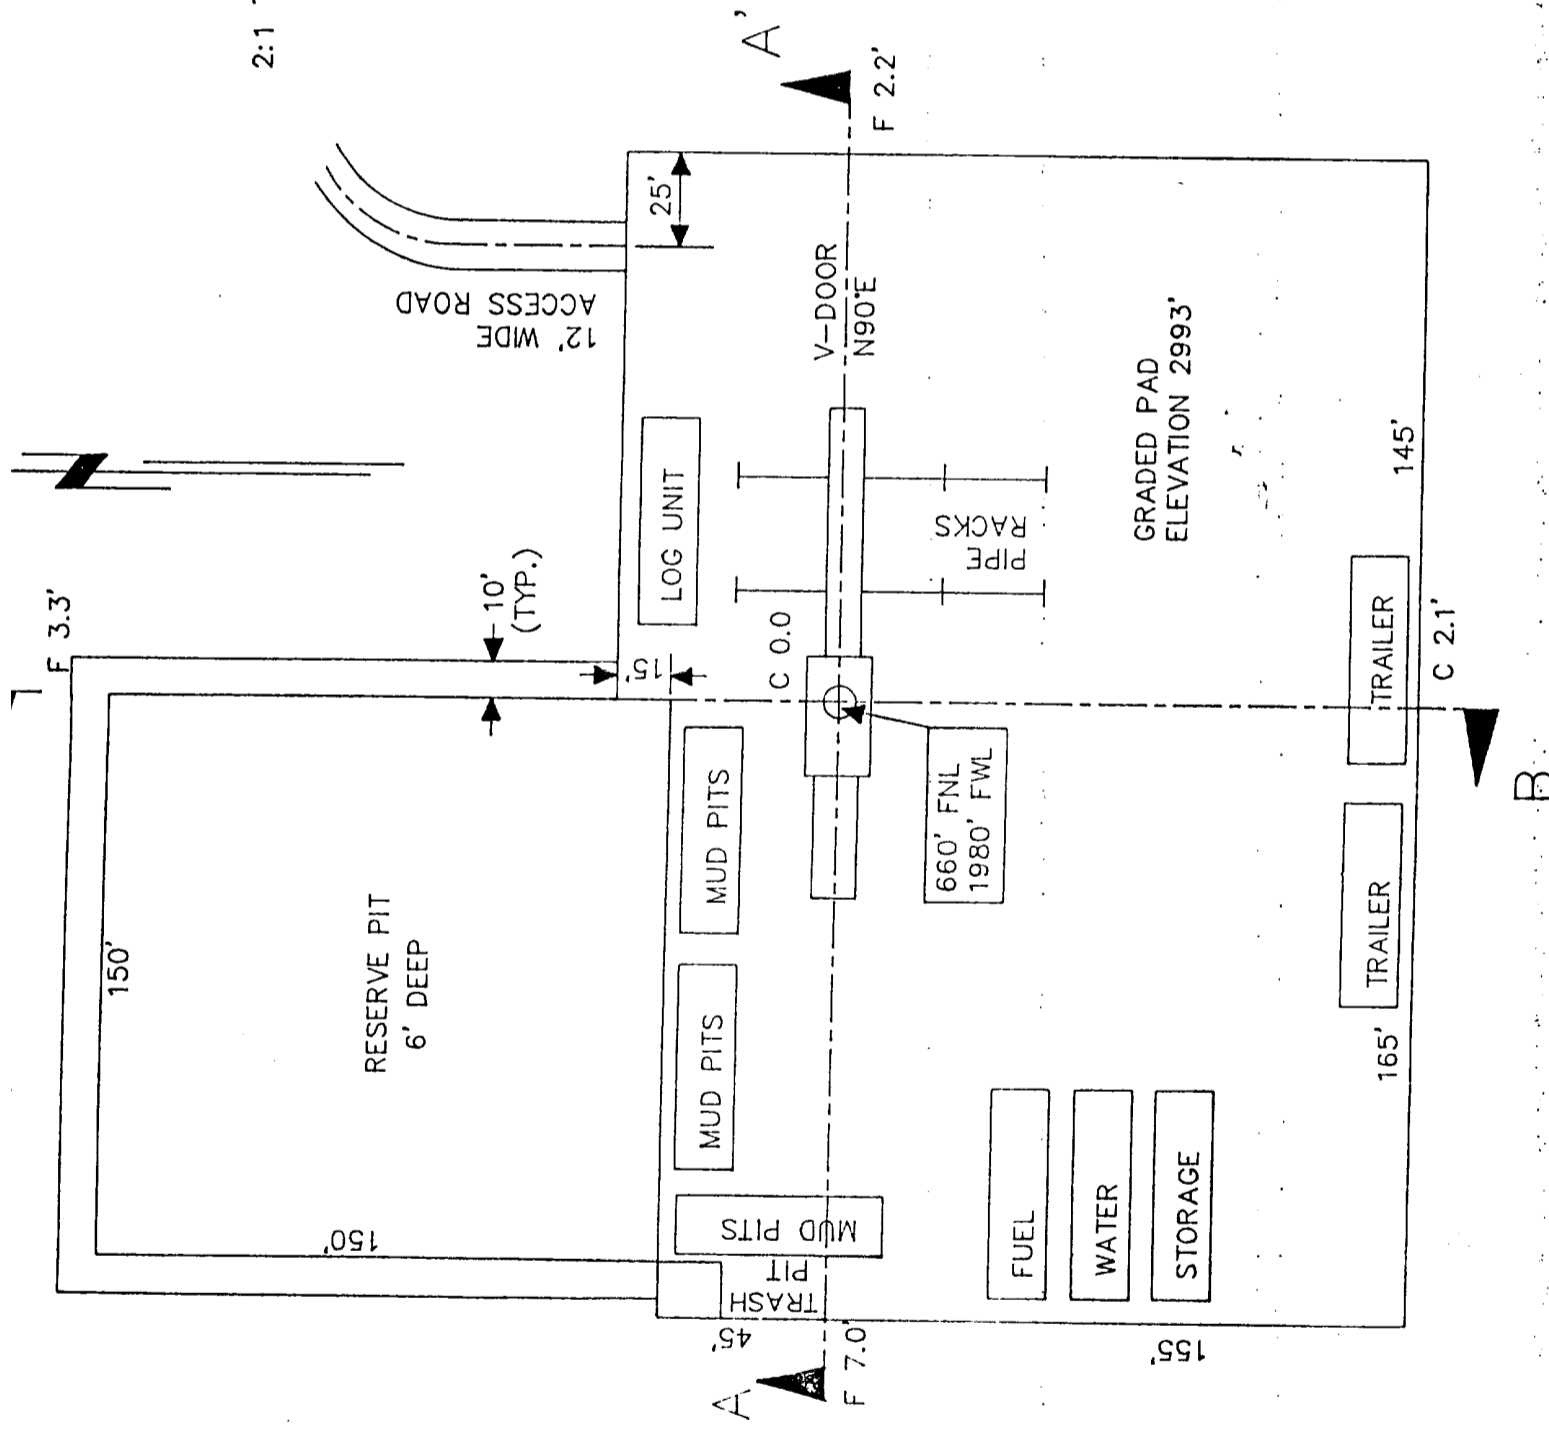 2:1
A'
F 2.2'
25'
12' WIDE
ACCESS ROAD
V-DOOR
N90°E
GRADED PAD
ELEVATION 2993'
145'
LOG UNIT
PIPE
RACKS
F 3.3'
10'
(TYP.)
15'
C 0.0
TRAILER
C 2.1'
B
150'
RESERVE PIT
6' DEEP
MUD PITS
660' FNL
1980' FWL
MUD PITS
TRAILER
165'
150'
MUD PITS
TRASH
PIT
FUEL
WATER
STORAGE
45'
155'
A
F 7.0'